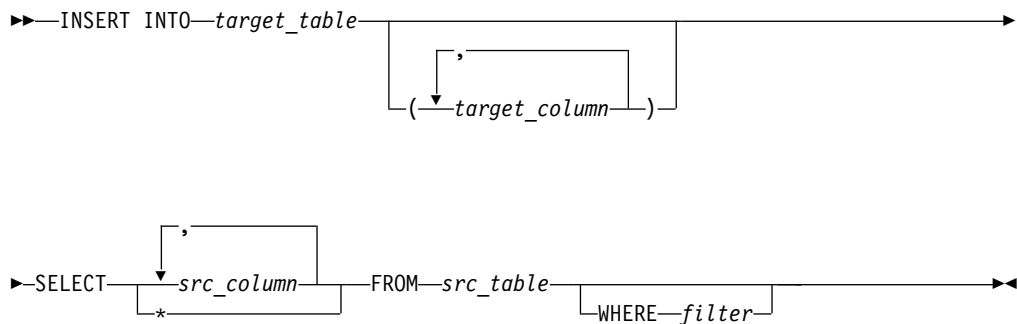 INSERT INTO target_table
,
( target_column )
,
SELECT src_column FROM src_table
*
WHERE filter